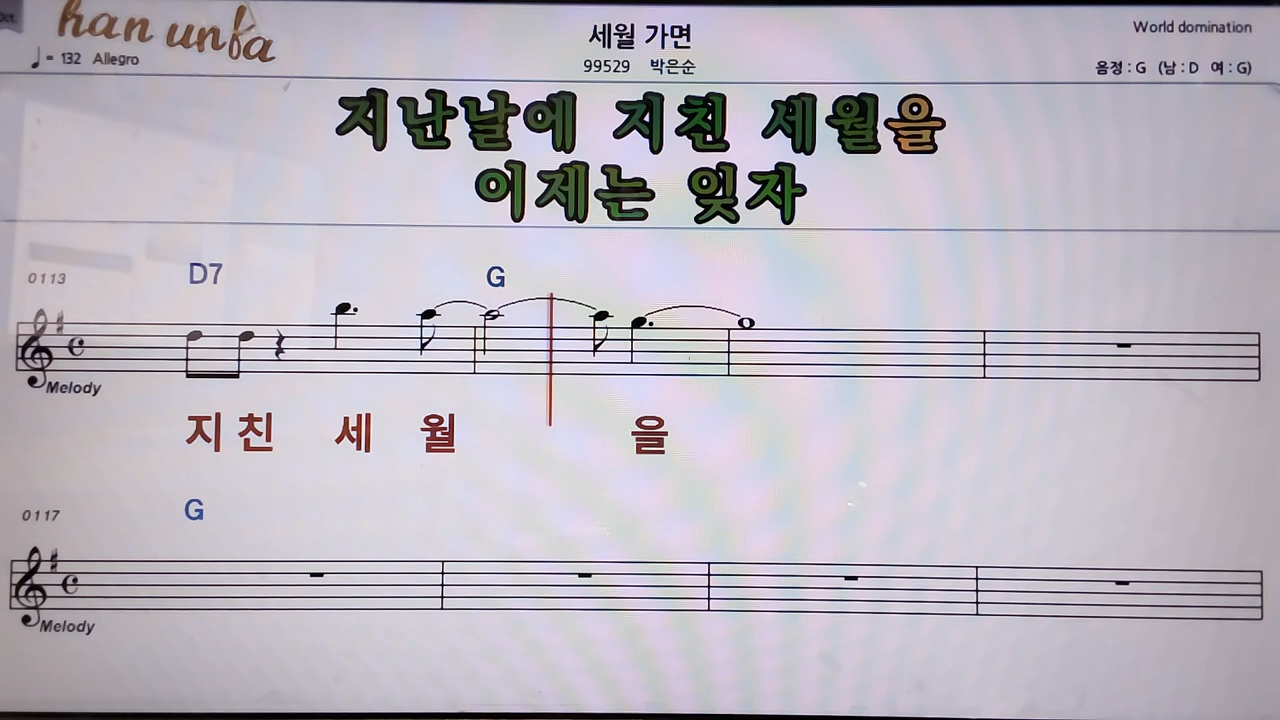 han unfa
세월 가면
World domination
♩= 132 Allegro
99529 박은순
음정 : G (남 : D 여 : G)
지난날에 지친 세월을
이제는 잊자
0113 D7 G
Melody
지 친 세 월 을
0117 G
Melody